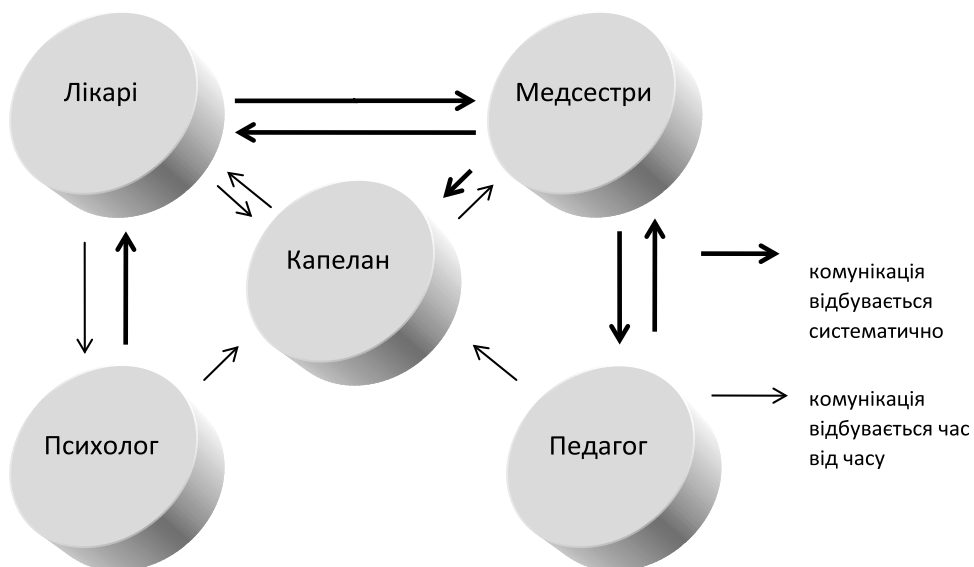 Лікарі
Медсестри
Капелан
комунікація
відбувається
систематично
комунікація
відбувається час
від часу
Психолог
Педагог